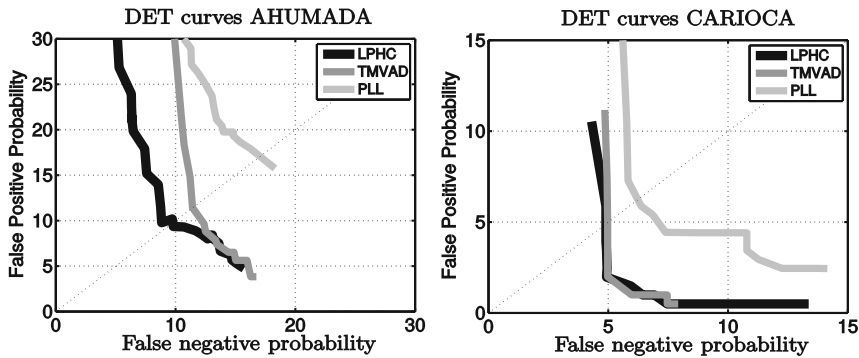 DET curves AHUMADA
30
25
20
15
10
5
0
0
10
20
30
False Positive Probability
False negative probability
LPHC
TMVAD
PLL
DET curves CARIOCA
15
10
5
0
0
5
10
15
False Positive Probability
False negative probability
LPHC
TMVAD
PLL